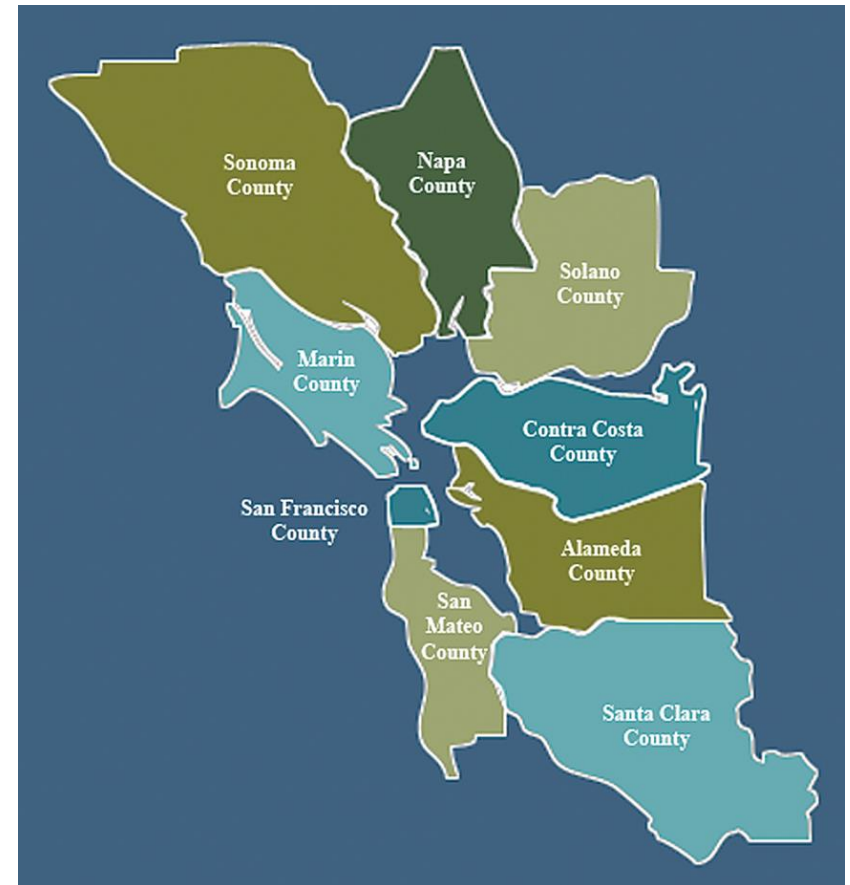 Sonoma
County
Napa
County
Solano
County
Marin
County
Contra Costa
County
San Francisco
County
Alameda
County
San
Mateo
County
Santa Clara
County